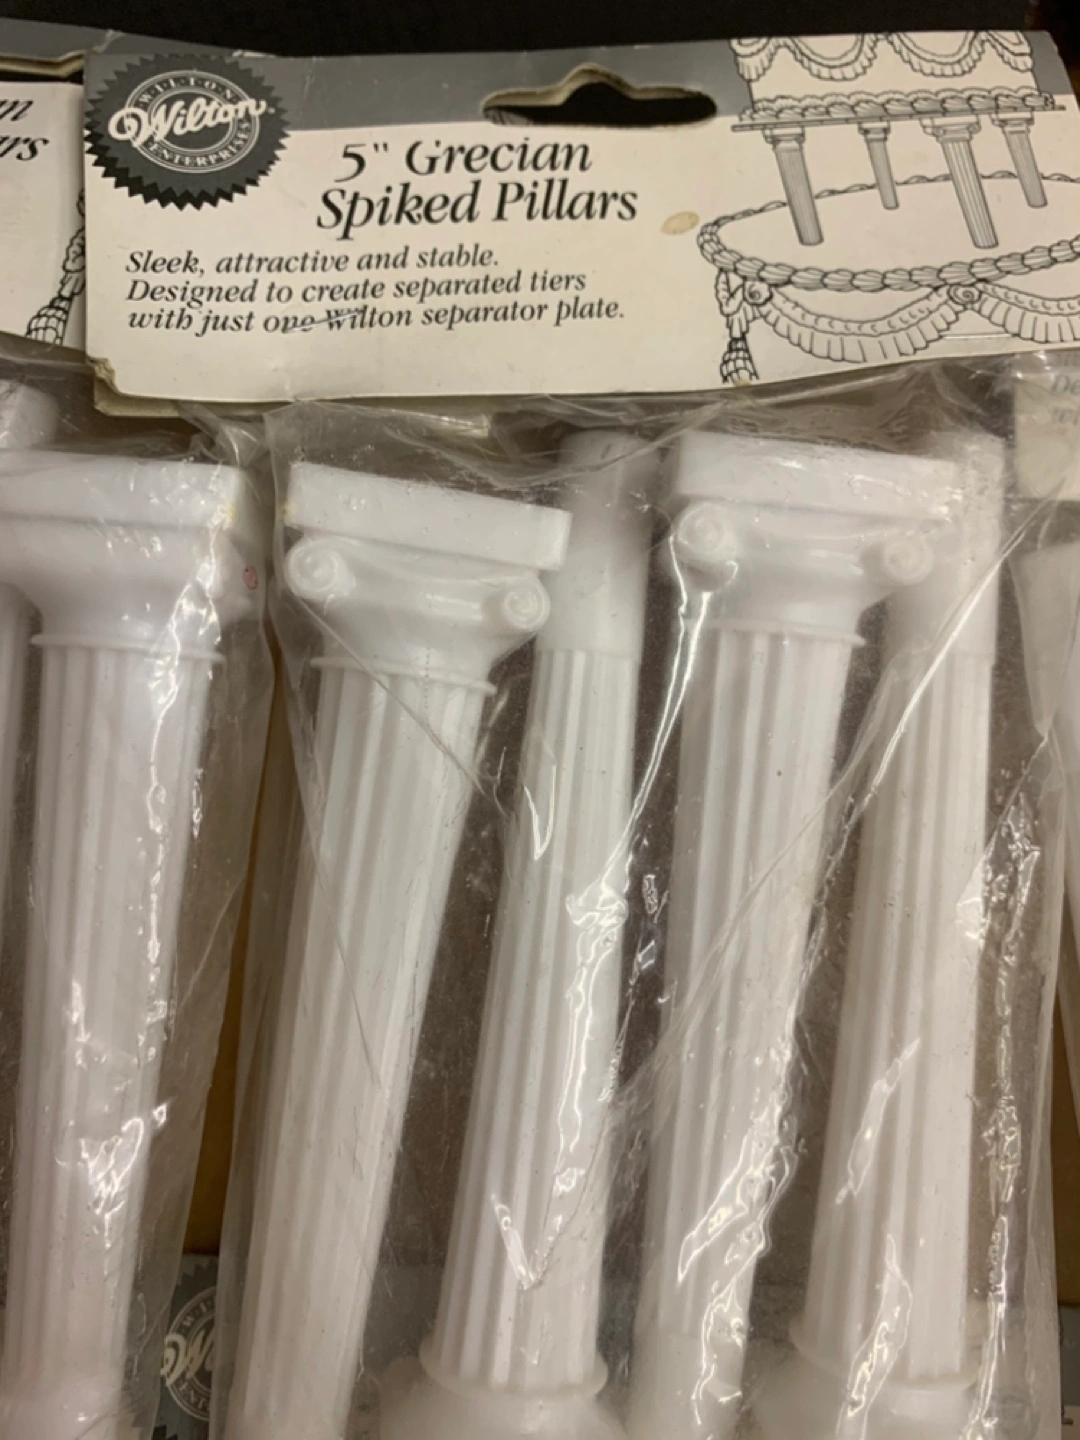 WILTON
Wilton
ENTERPRISES
5" Grecian
Spiked Pillars
Sleek, attractive and stable.
Designed to create separated tiers
with just one Wilton separator plate.